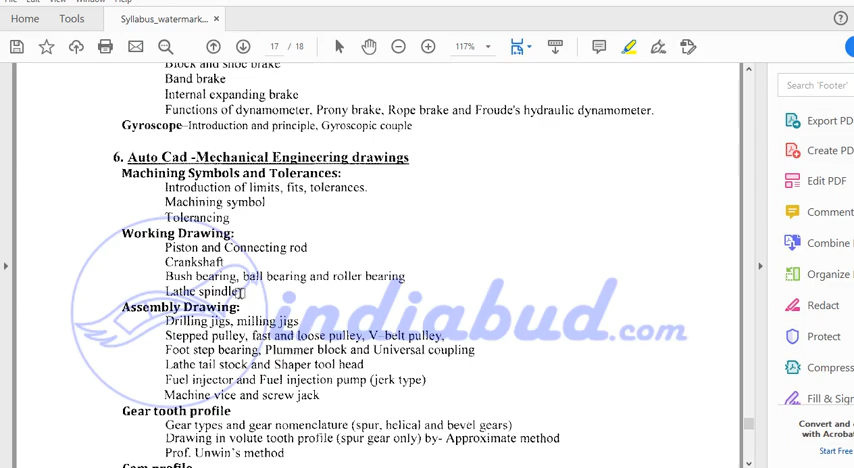 Edit View Window Help
Home Tools Syllabus_watermark... ×
17 / 18 117%
Search 'Footer'
Block and shoe brake
Band brake
Internal expanding brake
Functions of dynamometer, Prony brake, Rope brake and Froude's hydraulic dynamometer.
Gyroscope–Introduction and principle, Gyroscopic couple
6. Auto Cad -Mechanical Engineering drawings
Machining Symbols and Tolerances:
Introduction of limits, fits, tolerances.
Machining symbol
Tolerancing
Working Drawing:
Piston and Connecting rod
Crankshaft
Bush bearing, ball bearing and roller bearing
Lathe spindle
Assembly Drawing:
Drilling jigs, milling jigs
Stepped pulley, fast and loose pulley, V–belt pulley,
Foot step bearing, Plummer block and Universal coupling
Lathe tail stock and Shaper tool head
Fuel injector and Fuel injection pump (jerk type)
Machine vice and screw jack
Gear tooth profile
Gear types and gear nomenclature (spur, helical and bevel gears)
Drawing in volute tooth profile (spur gear only) by- Approximate method
Prof. Unwin's method
Cam profile
indiabud.com
Export PD
Create PD
Edit PDF
Comment
Combine
Organize
Redact
Protect
Compress
Fill & Sign
Convert and
with Acroba
Start Free